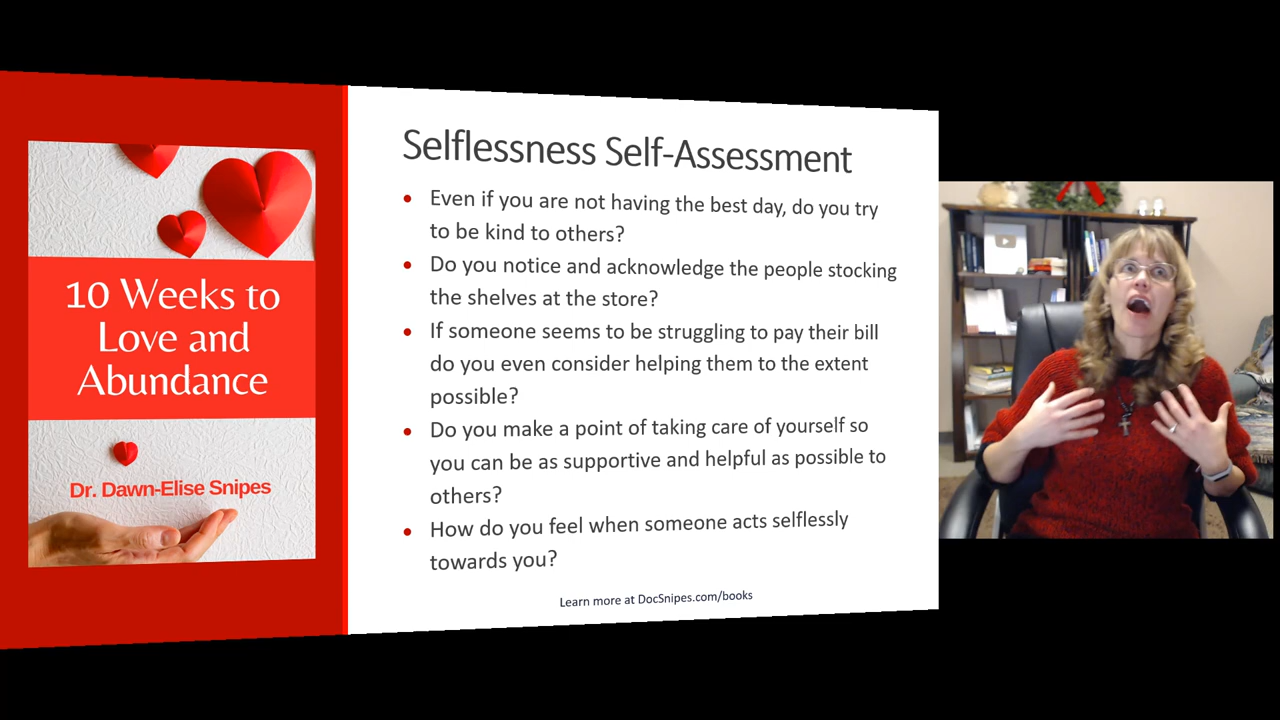 10 Weeks to
Love and
Abundance
Dr. Dawn-Elise Snipes
Selflessness Self-Assessment
• Even if you are not having the best day, do you try
to be kind to others?
• Do you notice and acknowledge the people stocking
the shelves at the store?
• If someone seems to be struggling to pay their bill
do you even consider helping them to the extent
possible?
• Do you make a point of taking care of yourself so
you can be as supportive and helpful as possible to
others?
• How do you feel when someone acts selflessly
towards you?
Learn more at DocSnipes.com/books